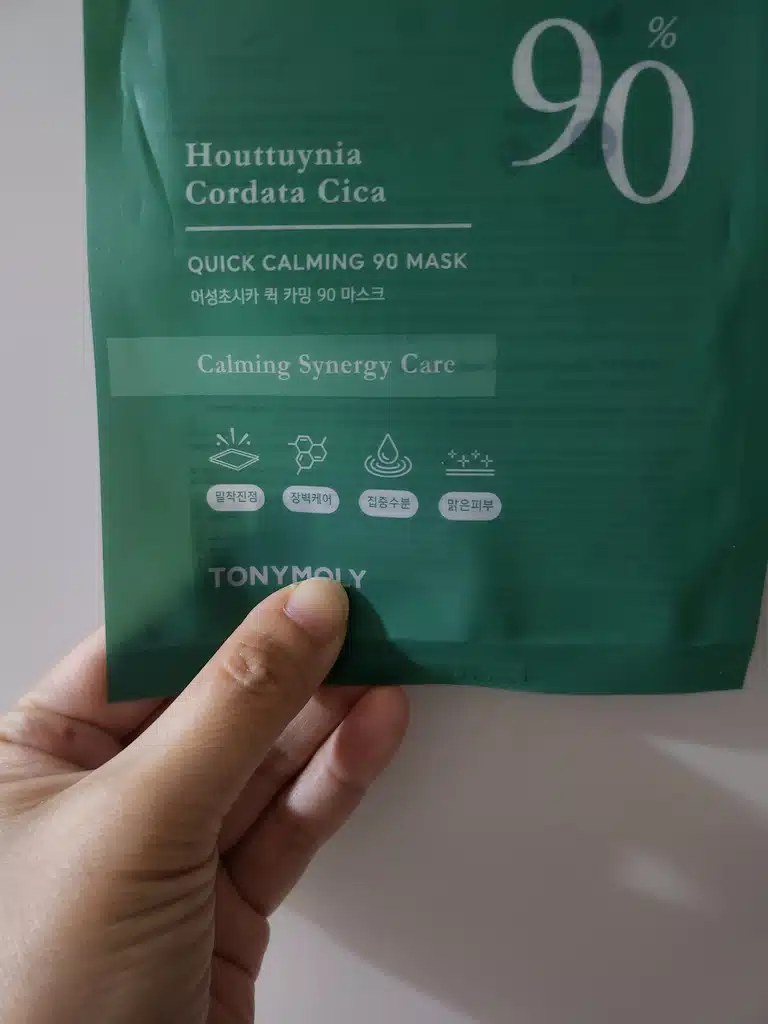 90%
Houttuynia
Cordata Cica
QUICK CALMING 90 MASK
어성초시카 퀵 카밍 90 마스크
Calming Synergy Care
밀착진정 장벽케어 집중수분 맑은피부
TONYMOLY